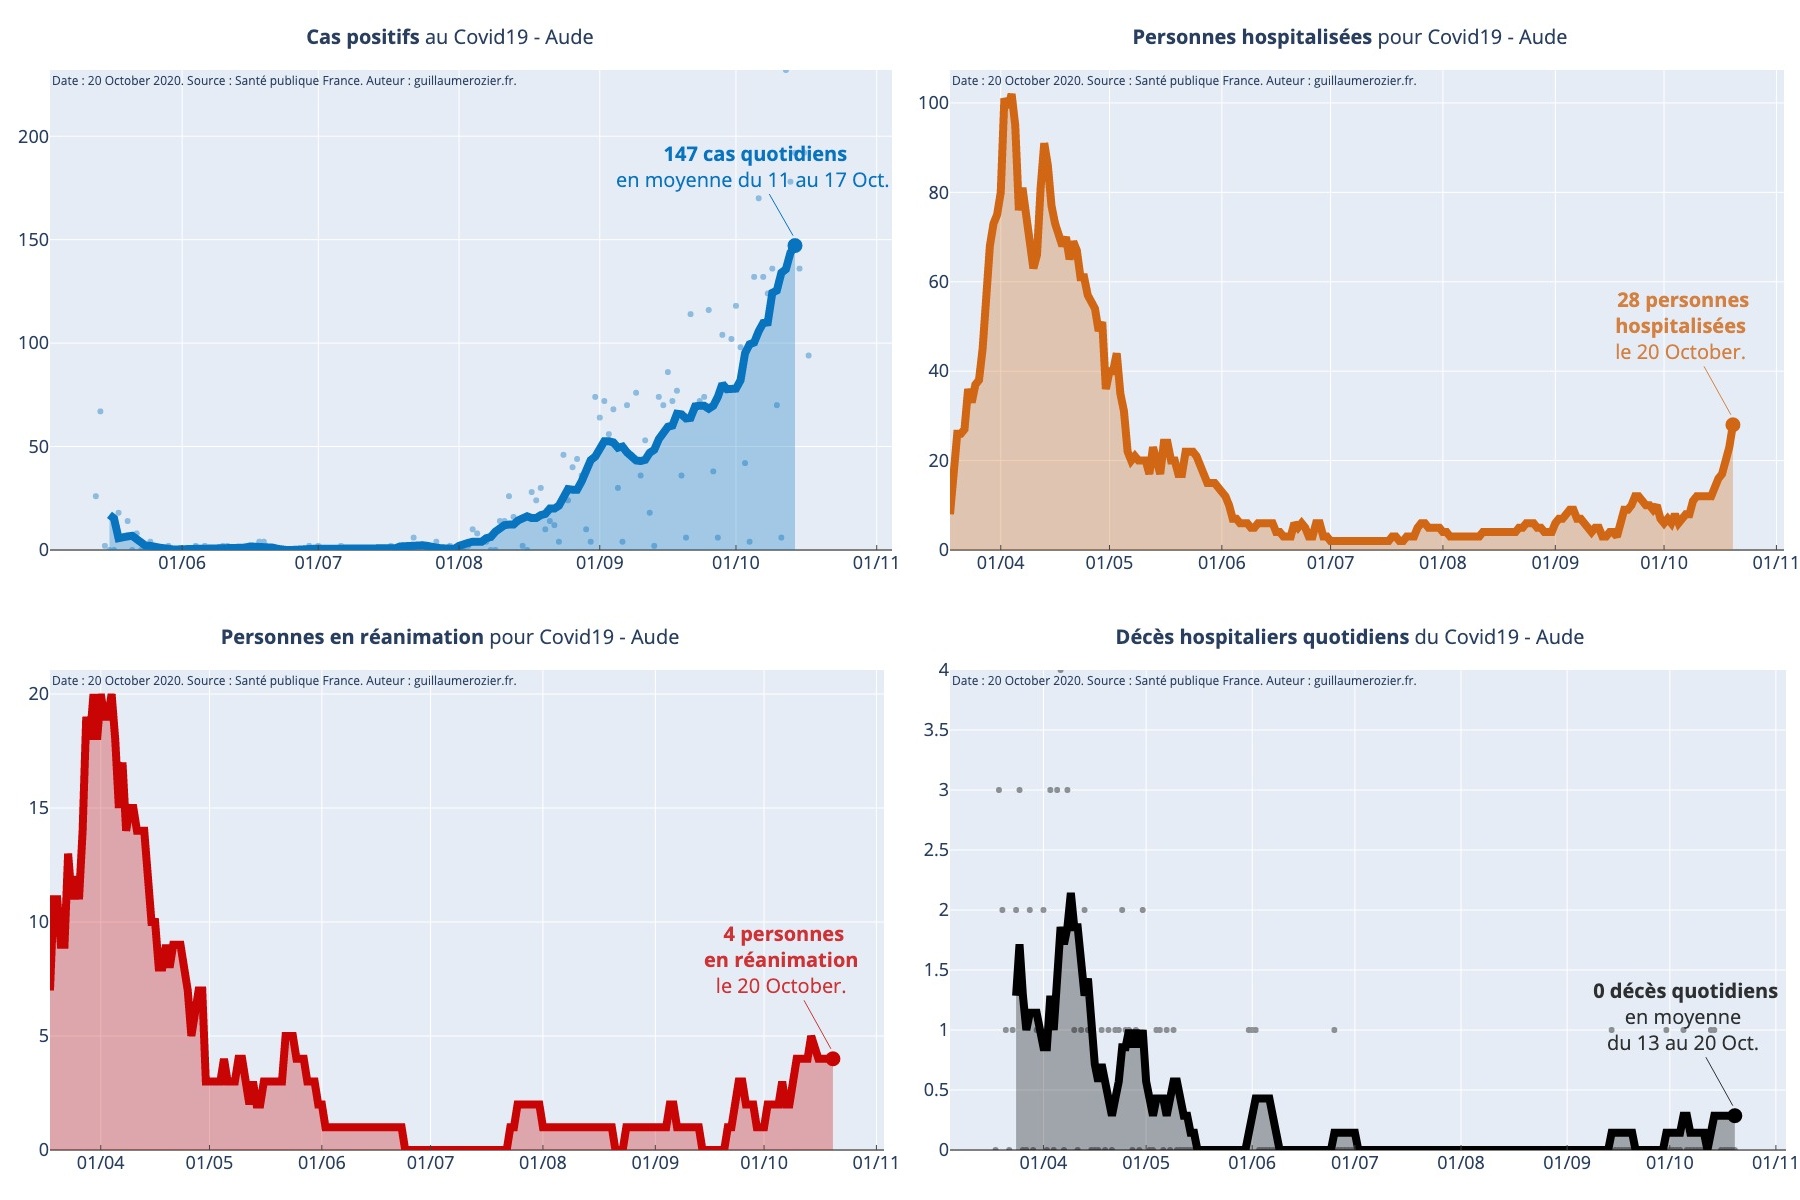 Cas positifs au Covid19 - Aude
Date : 20 October 2020. Source : Santé publique France. Auteur : guillaumerozier.fr.
200
150
100
50
0
147 cas quotidiens
en moyenne du 11 au 17 Oct.
01/06 01/07 01/08 01/09 01/10 01/11
Personnes hospitalisées pour Covid19 - Aude
Date : 20 October 2020. Source : Santé publique France. Auteur : guillaumerozier.fr.
100
80
60
40
20
0
28 personnes
hospitalisées
le 20 October.
01/04 01/05 01/06 01/07 01/08 01/09 01/10 01/11
Personnes en réanimation pour Covid19 - Aude
Date : 20 October 2020. Source : Santé publique France. Auteur : guillaumerozier.fr.
20
15
10
5
0
4 personnes
en réanimation
le 20 October.
01/04 01/05 01/06 01/07 01/08 01/09 01/10 01/11
Décès hospitaliers quotidiens du Covid19 - Aude
4
Date : 20 October 2020. Source : Santé publique France. Auteur : guillaumerozier.fr.
3.5
3
2.5
2
1.5
1
0.5
0
0 décès quotidiens
en moyenne
du 13 au 20 Oct.
01/04 01/05 01/06 01/07 01/08 01/09 01/10 01/11